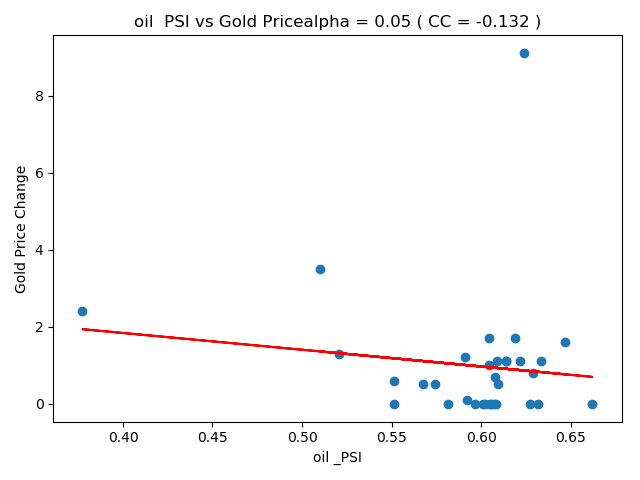 oil  PSI vs Gold Pricealpha = 0.05 ( CC = -0.132 )
8
6
4
2
0
Gold Price Change
0.40 0.45 0.50 0.55 0.60 0.65
oil _PSI